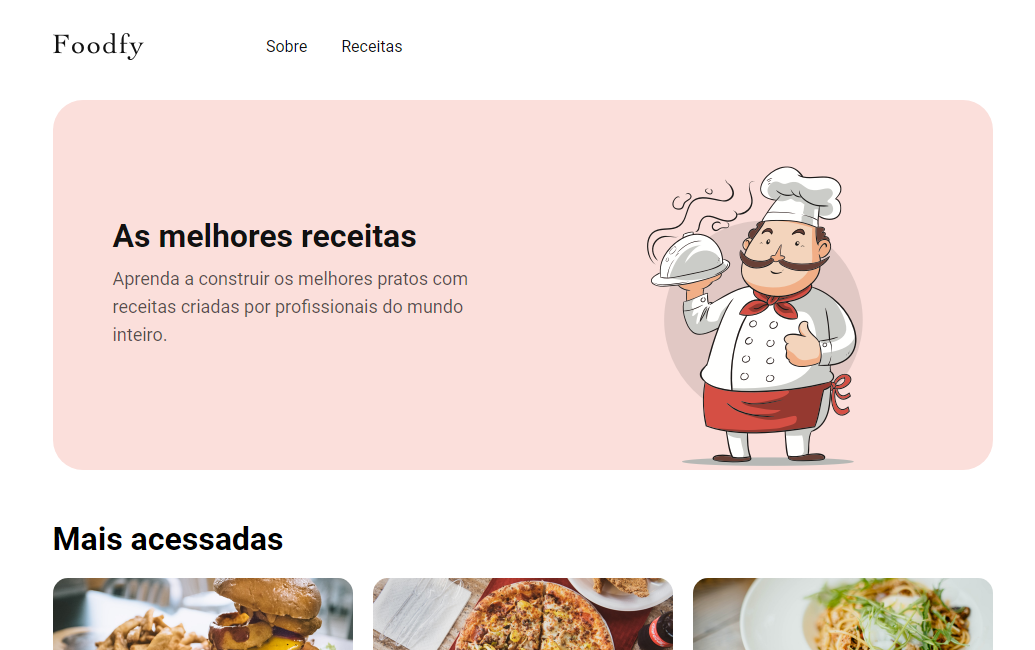 Foodfy
Sobre
Receitas
As melhores receitas
Aprenda a construir os melhores pratos com
receitas criadas por profissionais do mundo
inteiro.
Mais acessadas